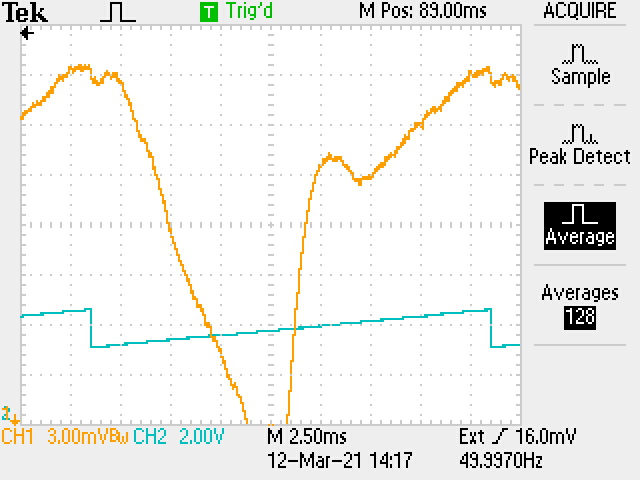 Tek T Trig'd M Pos: 89.00ms ACQUIRE
Sample
Peak Detect
Average
Averages
128
2
CH1 3.00mVBw CH2 2.00V M 2.50ms Ext 16.0mV
12-Mar-21 14:17 49.9970Hz